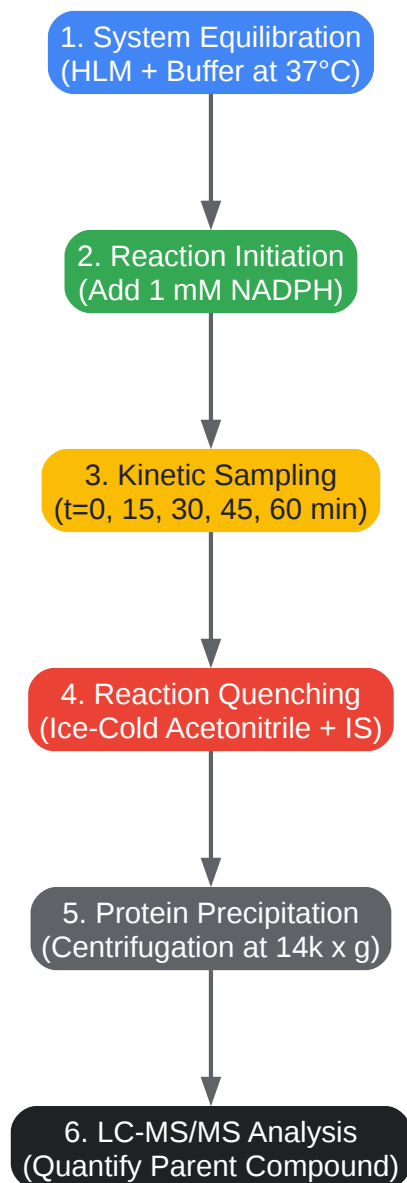 1. System Equilibration
(HLM + Buffer at 37°C)
2. Reaction Initiation
(Add 1 mM NADPH)
3. Kinetic Sampling
(t=0, 15, 30, 45, 60 min)
4. Reaction Quenching
(Ice-Cold Acetonitrile + IS)
5. Protein Precipitation
(Centrifugation at 14k x g)
6. LC-MS/MS Analysis
(Quantify Parent Compound)